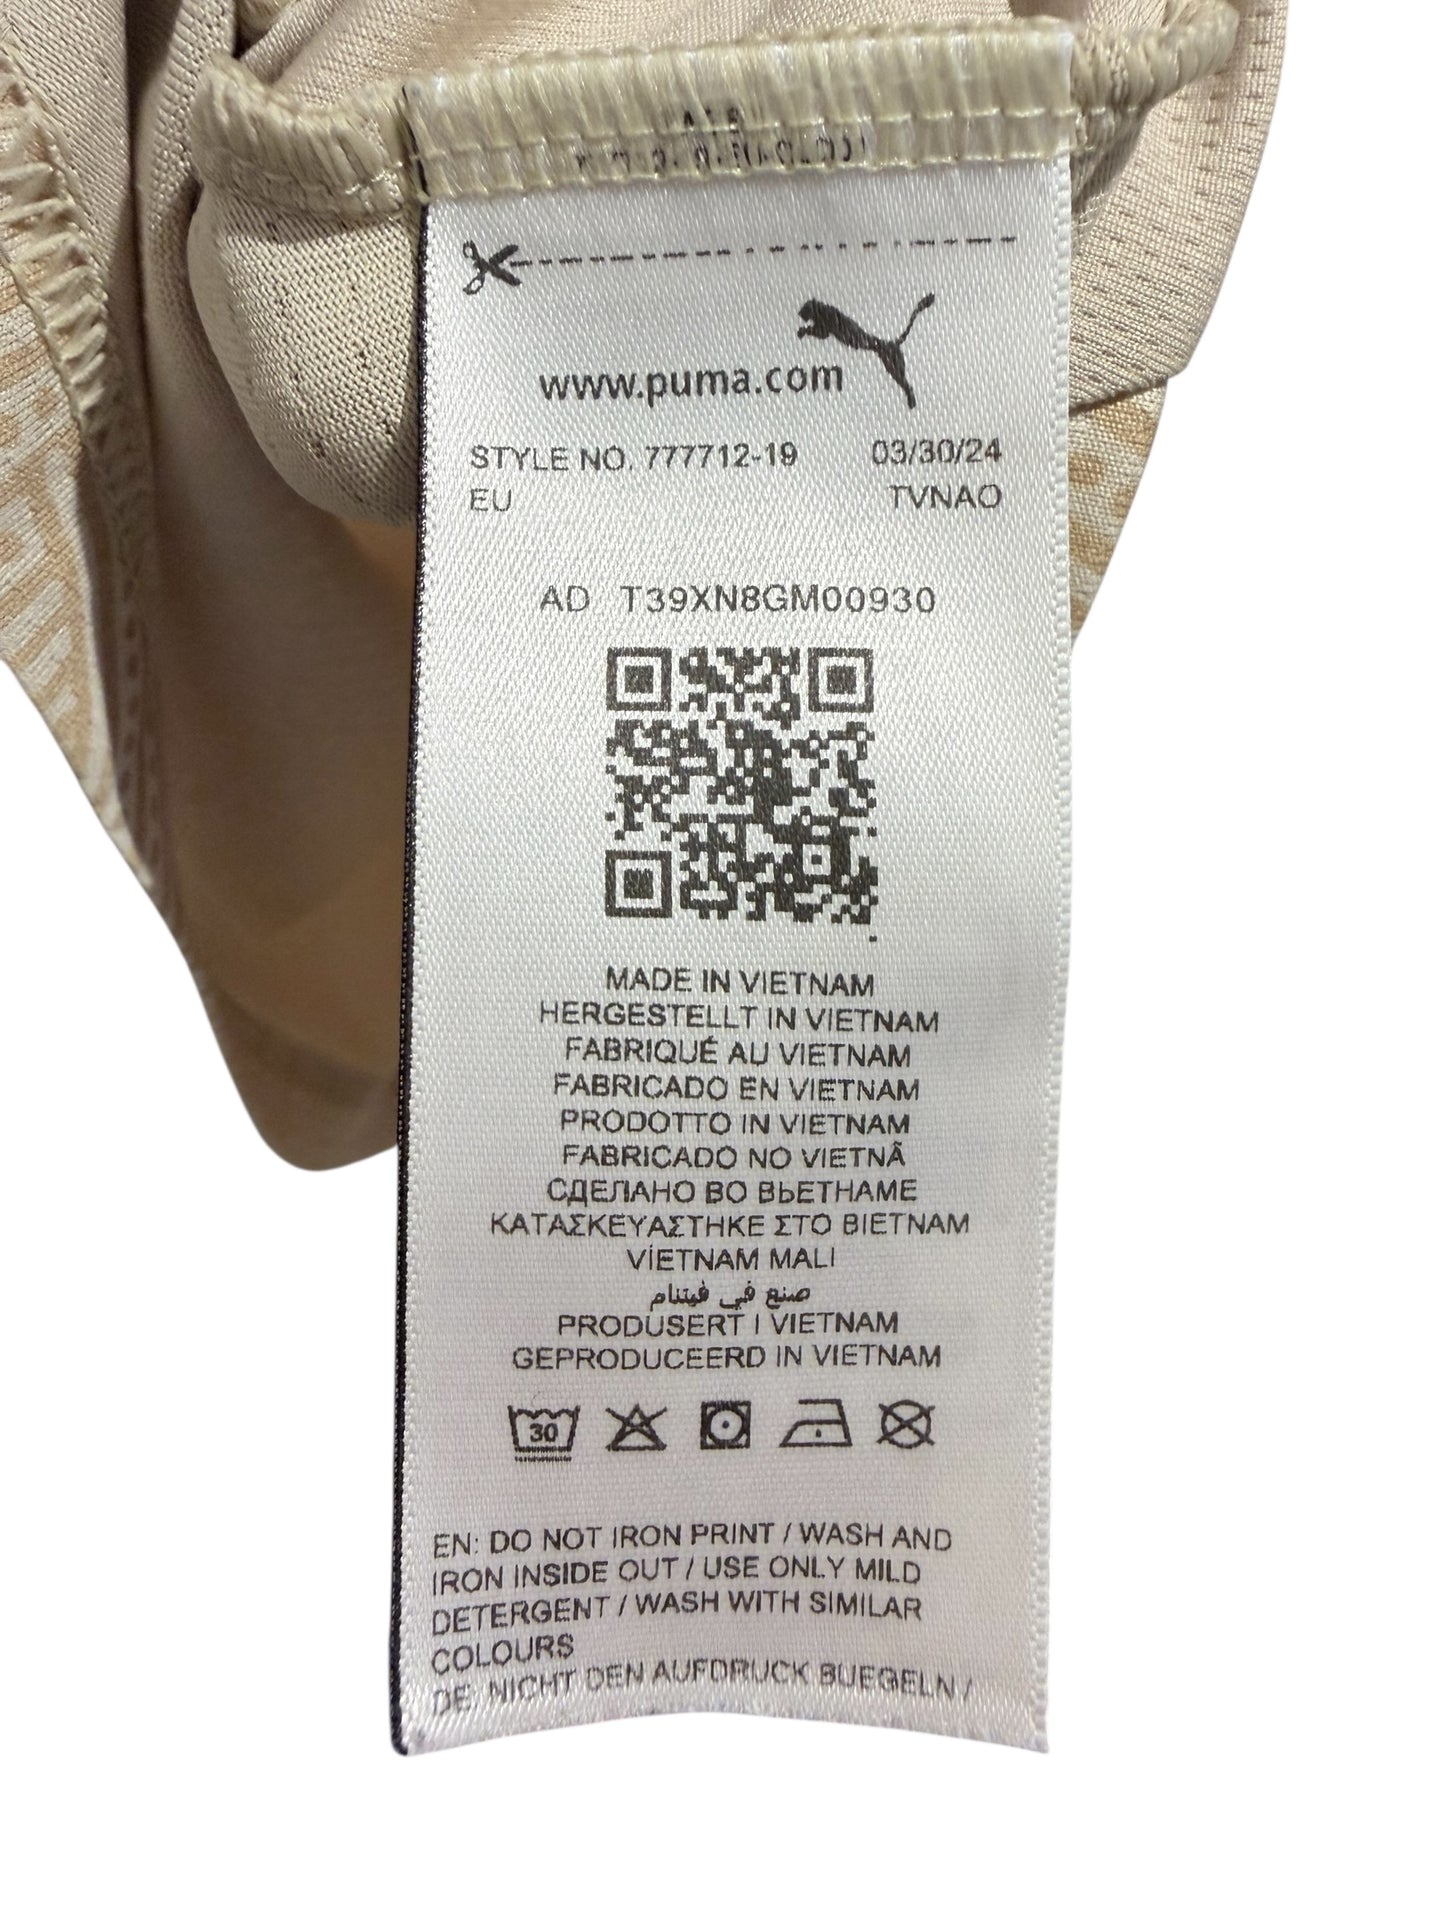 www.puma.com
STYLE NO. 777712-19 03/30/24
EU TVNAO
AD T39XN8GM00930
MADE IN VIETNAM
HERGESTELLT IN VIETNAM
FABRIQUÉ AU VIETNAM
FABRICADO EN VIETNAM
PRODOTTO IN VIETNAM
FABRICADO NO VIETNÃ
СДЕЛАНО ВО ВЬЕТНАМЕ
ΚΑΤΑΣΚΕΥΑΣΤΗΚΕ ΣΤΟ ΒΙΕΤΝΑΜ
VİETNAM MALI
صنع في فيتنام
PRODUSERT I VIETNAM
GEPRODUCEERD IN VIETNAM
30
EN: DO NOT IRON PRINT / WASH AND
IRON INSIDE OUT / USE ONLY MILD
DETERGENT / WASH WITH SIMILAR
COLOURS
DE: NICHT DEN AUFDRUCK BUEGELN /